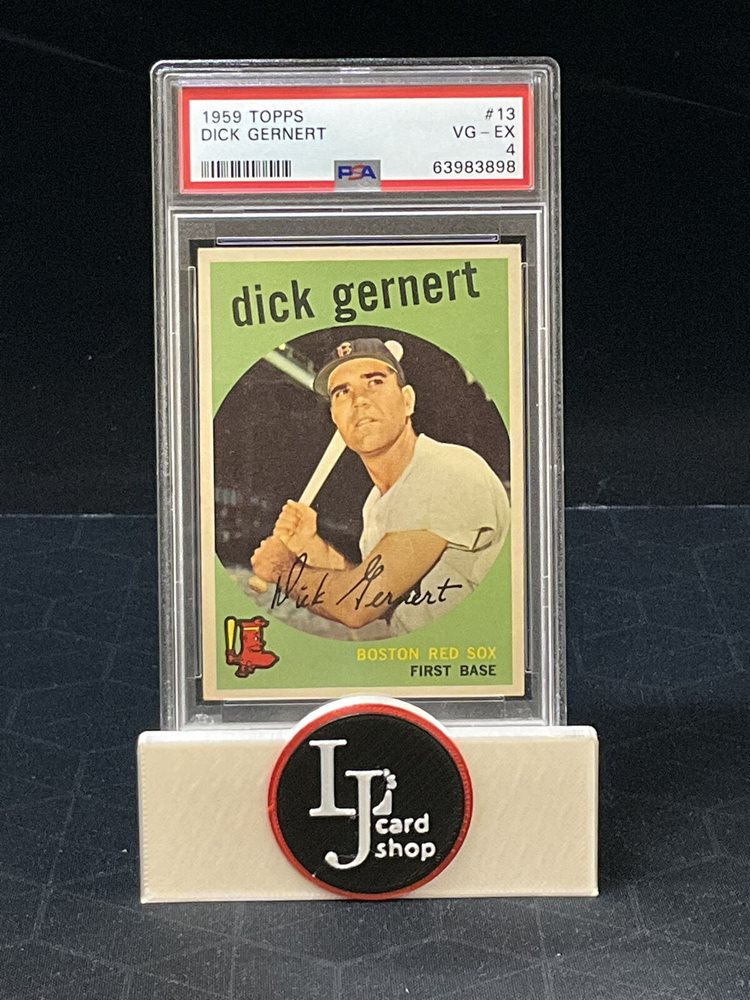 1959 TOPPS #13
DICK GERNERT VG-EX
4
PSA 63983898
dick gernert
B
Dick Gernert
BOSTON RED SOX
FIRST BASE
LJ's
card
shop